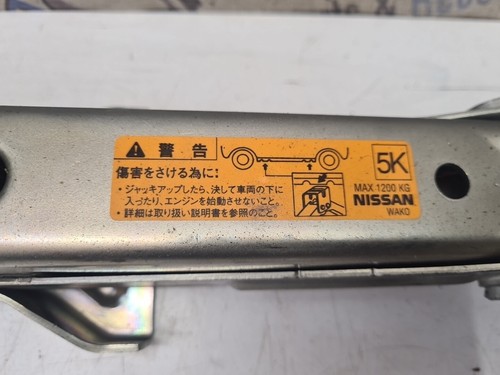 警告
傷害をさける為に:
・ジャッキアップしたら、決して車両の下に
入ったり、エンジンを始動させないこと。
・詳細は取り扱い説明書を参照のこと。
5K
MAX 1200 KG
NISSAN
WAKO